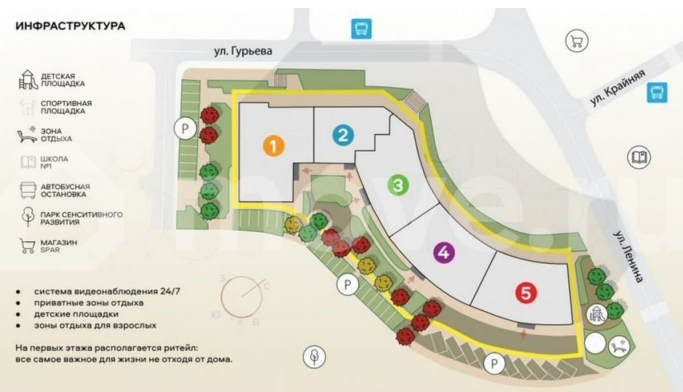 ИНФРАСТРУКТУРА
ДЕТСКАЯ
ПЛОЩАДКА
СПОРТИВНАЯ
ПЛОЩАДКА
ЗОНА
ОТДЫХА
ШКОЛА
№1
АВТОБУСНАЯ
ОСТАНОВКА
ПАРК СЕНСИТИВНОГО
РАЗВИТИЯ
МАГАЗИН
SPAR
система видеонаблюдения 24/7
приватные зоны отдыха
детские площадки
зоны отдыха для взрослых
На первых этажа располагается ритейл:
все самое важное для жизни не отходя от дома.
ул. Гурьева
ул. Крайняя
ул. Ленина
P
1
2
3
4
5
P
P
З
С
Ю
В
move.ru